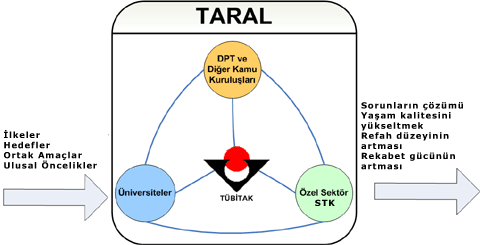 TARAL
DPT ve
Diğer Kamu
Kuruluşları
İlkeler
Hedefler
Ortak Amaçlar
Ulusal Öncelikler
Üniversiteler
TÜBİTAK
Özel Sektör
STK
Sorunların çözümü
Yaşam kalitesini
yükseltmek
Refah düzeyinin
artması
Rekabet gücünün
artması